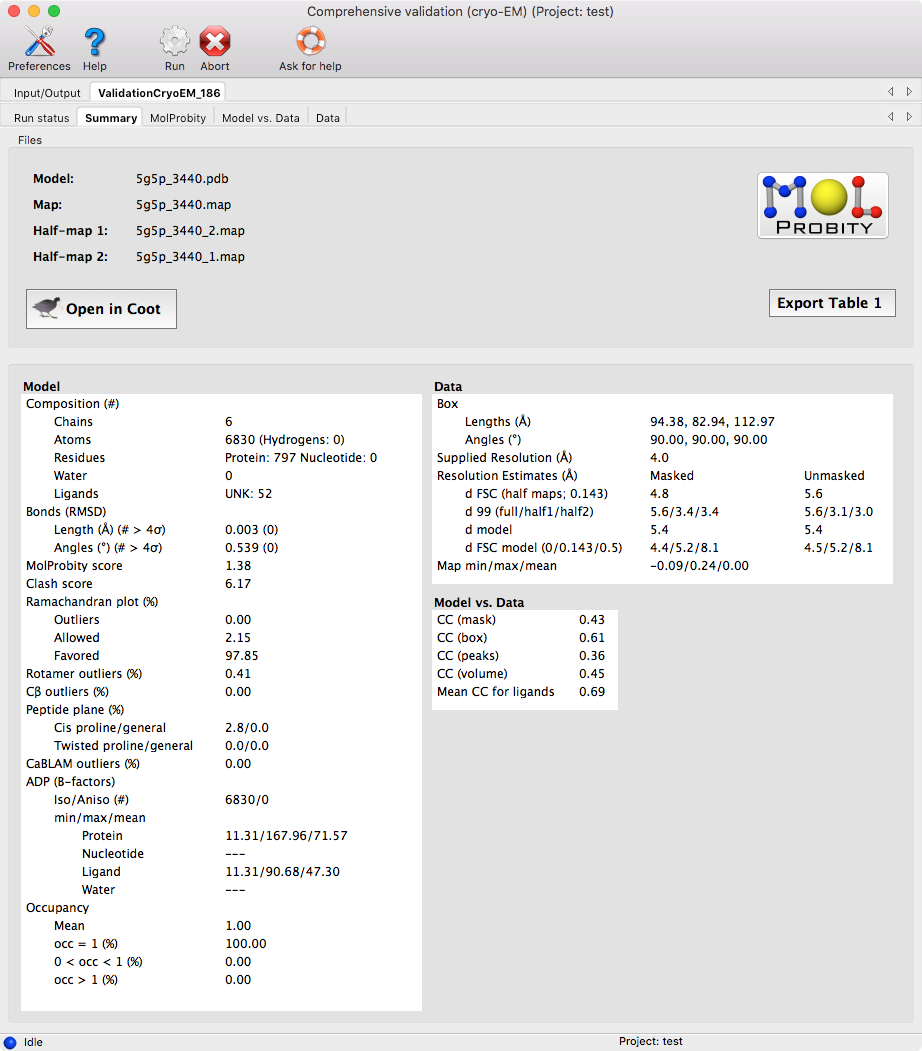 Comprehensive validation (cryo-EM) (Project: test)
Preferences Help Run Abort Ask for help
Input/Output ValidationCryoEM_186
Run status Summary MolProbity Model vs. Data Data
Files
Model: 5g5p_3440.pdb
Map: 5g5p_3440.map
Half-map 1: 5g5p_3440_2.map
Half-map 2: 5g5p_3440_1.map
MOL
PROBITY
Open in Coot
Export Table 1
Model
Composition (#)
Chains 6
Atoms 6830 (Hydrogens: 0)
Residues Protein: 797 Nucleotide: 0
Water 0
Ligands UNK: 52
Bonds (RMSD)
Length (Å) (# > 4σ) 0.003 (0)
Angles (°) (# > 4σ) 0.539 (0)
MolProbity score 1.38
Clash score 6.17
Ramachandran plot (%)
Outliers 0.00
Allowed 2.15
Favored 97.85
Rotamer outliers (%) 0.41
Cβ outliers (%) 0.00
Peptide plane (%)
Cis proline/general 2.8/0.0
Twisted proline/general 0.0/0.0
CaBLAM outliers (%) 0.00
ADP (B-factors)
Iso/Aniso (#) 6830/0
min/max/mean
Protein 11.31/167.96/71.57
Nucleotide ---
Ligand 11.31/90.68/47.30
Water ---
Occupancy
Mean 1.00
occ = 1 (%) 100.00
0 < occ < 1 (%) 0.00
occ > 1 (%) 0.00
Data
Box
Lengths (Å) 94.38, 82.94, 112.97
Angles (°) 90.00, 90.00, 90.00
Supplied Resolution (Å) 4.0
Resolution Estimates (Å) Masked Unmasked
d FSC (half maps; 0.143) 4.8 5.6
d 99 (full/half1/half2) 5.6/3.4/3.4 5.6/3.1/3.0
d model 5.4 5.4
d FSC model (0/0.143/0.5) 4.4/5.2/8.1 4.5/5.2/8.1
Map min/max/mean -0.09/0.24/0.00
Model vs. Data
CC (mask) 0.43
CC (box) 0.61
CC (peaks) 0.36
CC (volume) 0.45
Mean CC for ligands 0.69
Idle Project: test